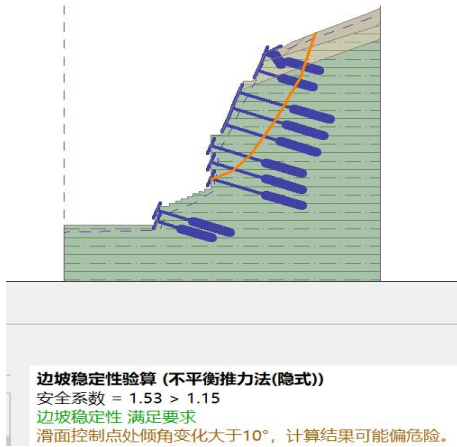 边坡稳定性验算 (不平衡推力法(隐式))
安全系数 = 1.53 > 1.15
边坡稳定性 满足要求
滑面控制点处倾角变化大于10°，计算结果可能偏危险。